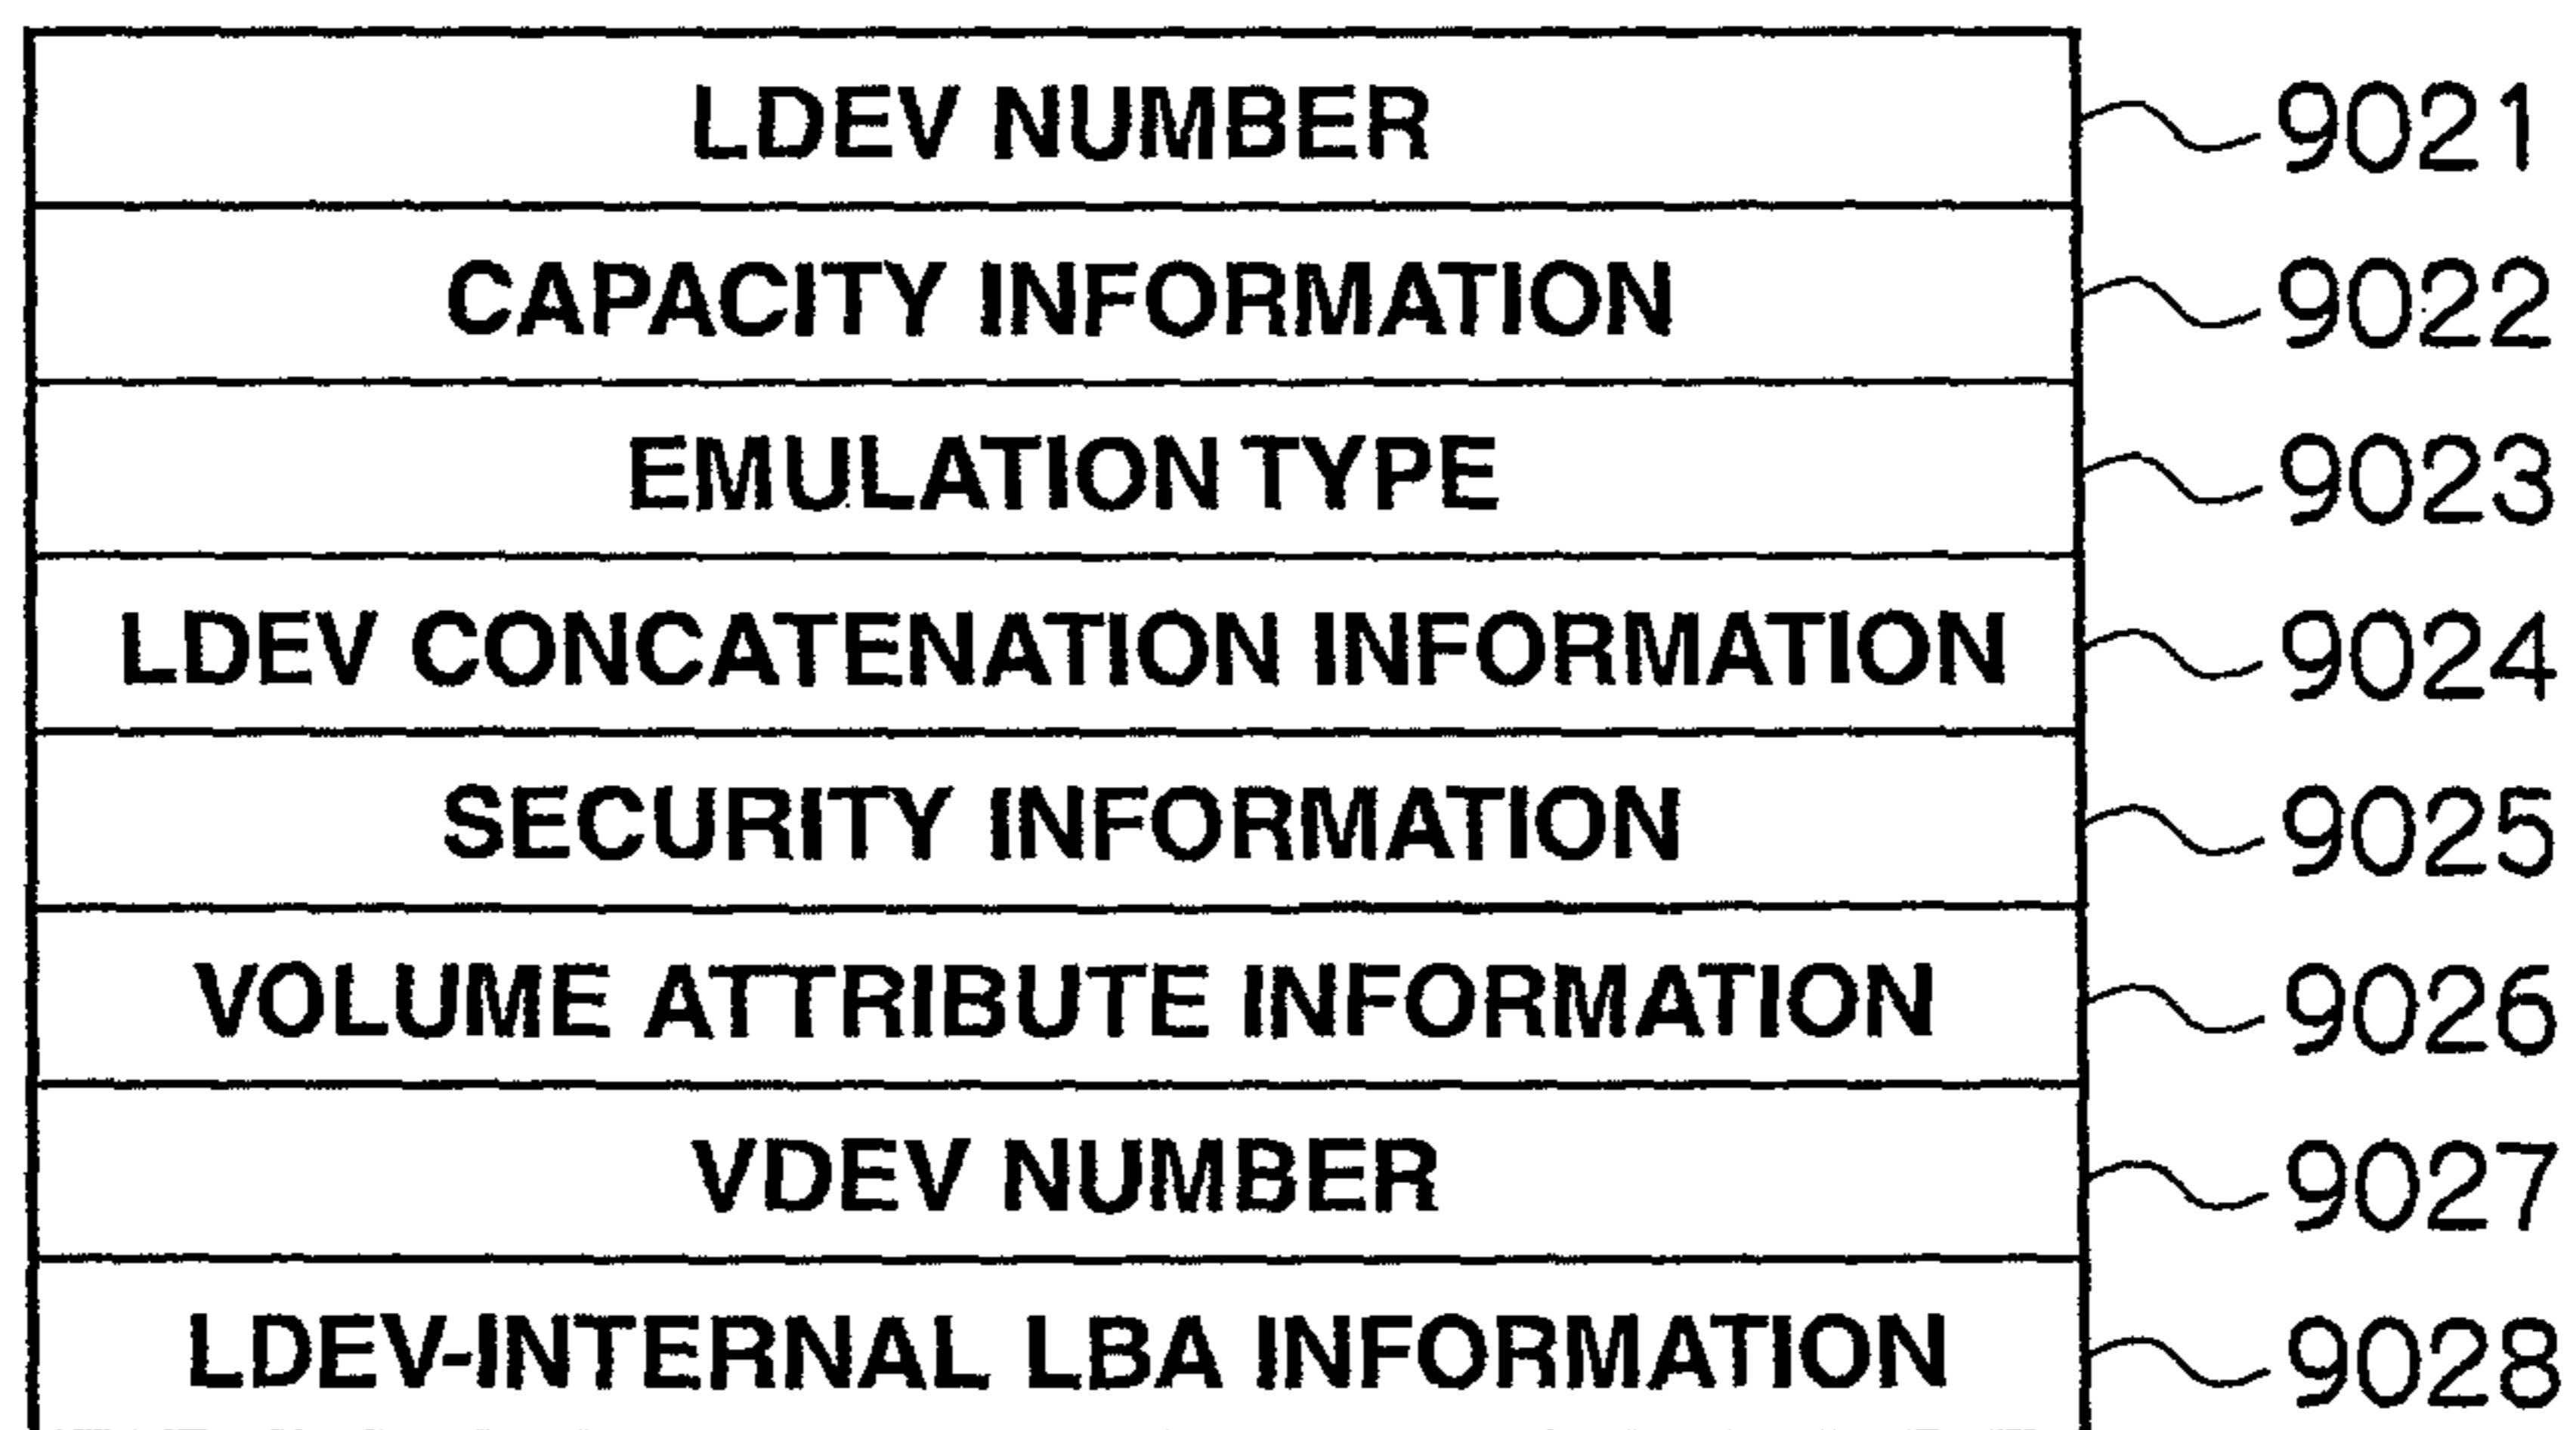 LDEV NUMBER 9021
CAPACITY INFORMATION 9022
EMULATION TYPE 9023
LDEV CONCATENATION INFORMATION 9024
SECURITY INFORMATION 9025
VOLUME ATTRIBUTE INFORMATION 9026
VDEV NUMBER 9027
LDEV-INTERNAL LBA INFORMATION 9028